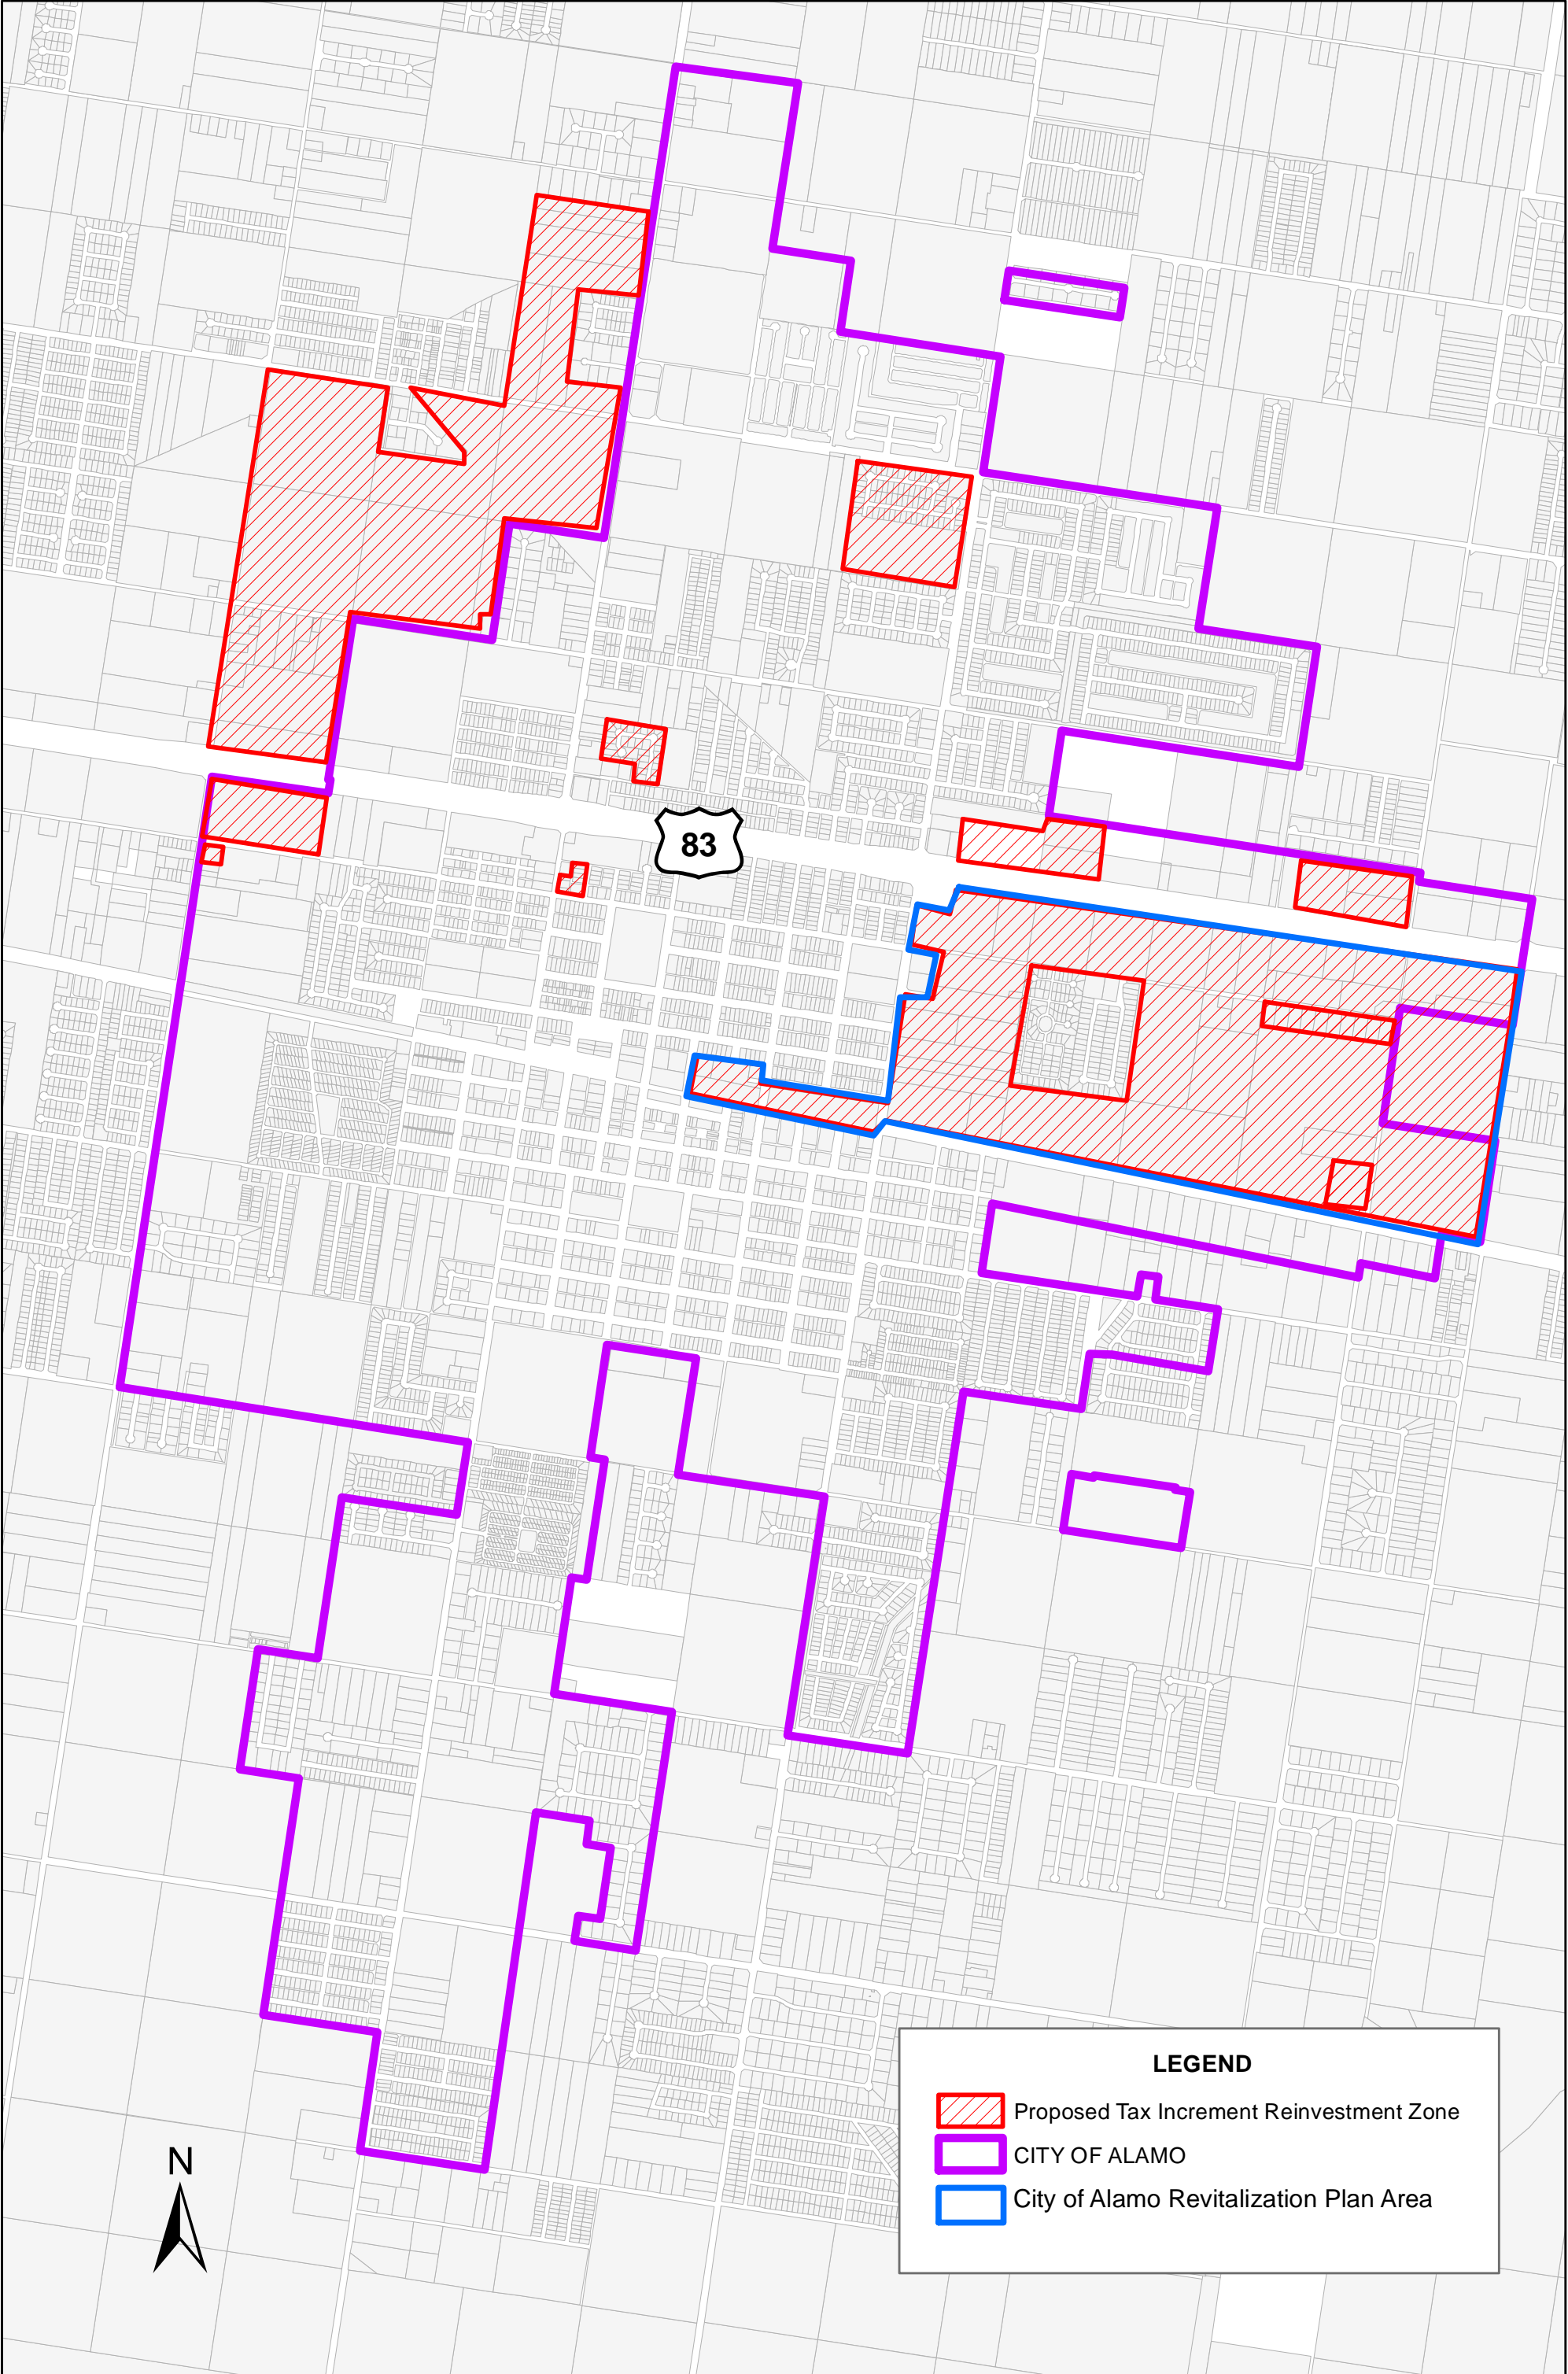 83
LEGEND
Proposed Tax Increment Reinvestment Zone
CITY OF ALAMO
City of Alamo Revitalization Plan Area
N